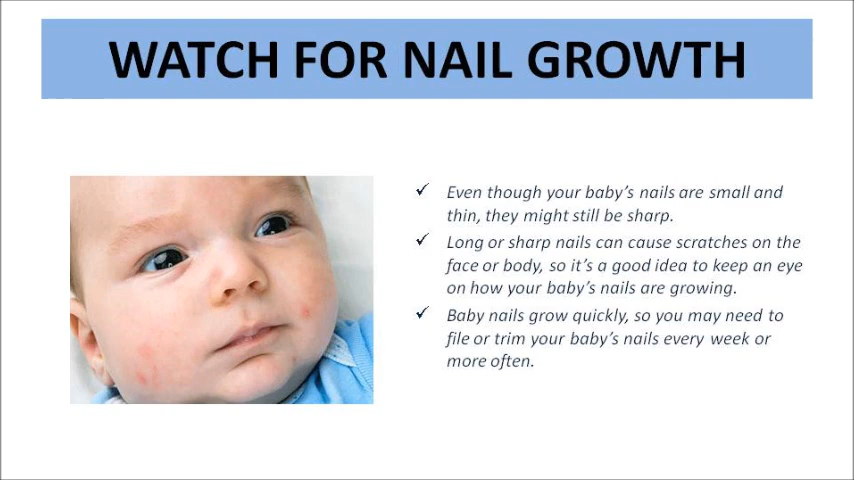 WATCH FOR NAIL GROWTH
✓ Even though your baby's nails are small and
thin, they might still be sharp.
✓ Long or sharp nails can cause scratches on the
face or body, so it's a good idea to keep an eye
on how your baby's nails are growing.
✓ Baby nails grow quickly, so you may need to
file or trim your baby's nails every week or
more often.